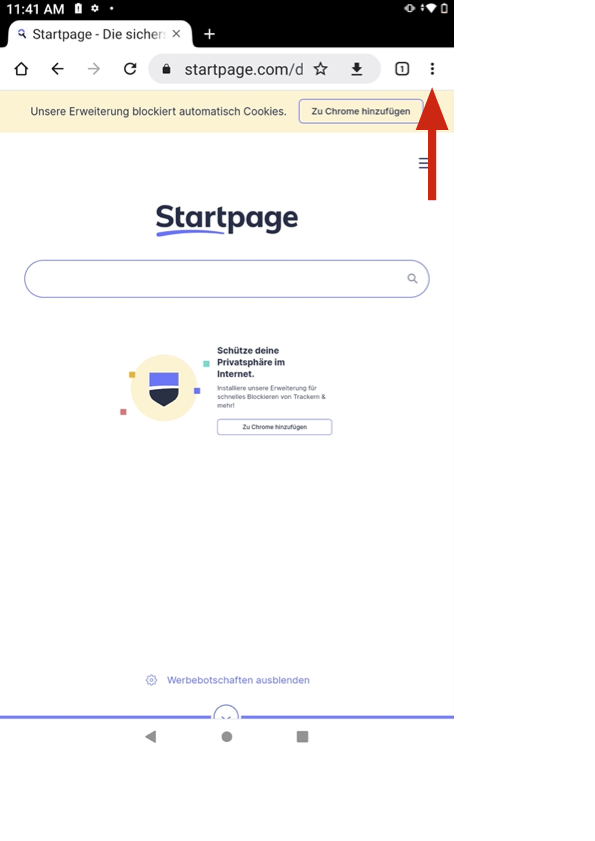 11:41 AM
Startpage - Die sichers
startpage.com/d
1
Unsere Erweiterung blockiert automatisch Cookies.
Zu Chrome hinzufügen
Startpage
Schütze deine
Privatsphäre im
Internet.
Installiere unsere Erweiterung für
schnelles Blockieren von Trackern &
mehr!
Zu Chrome hinzufügen
Werbebotschaften ausblenden